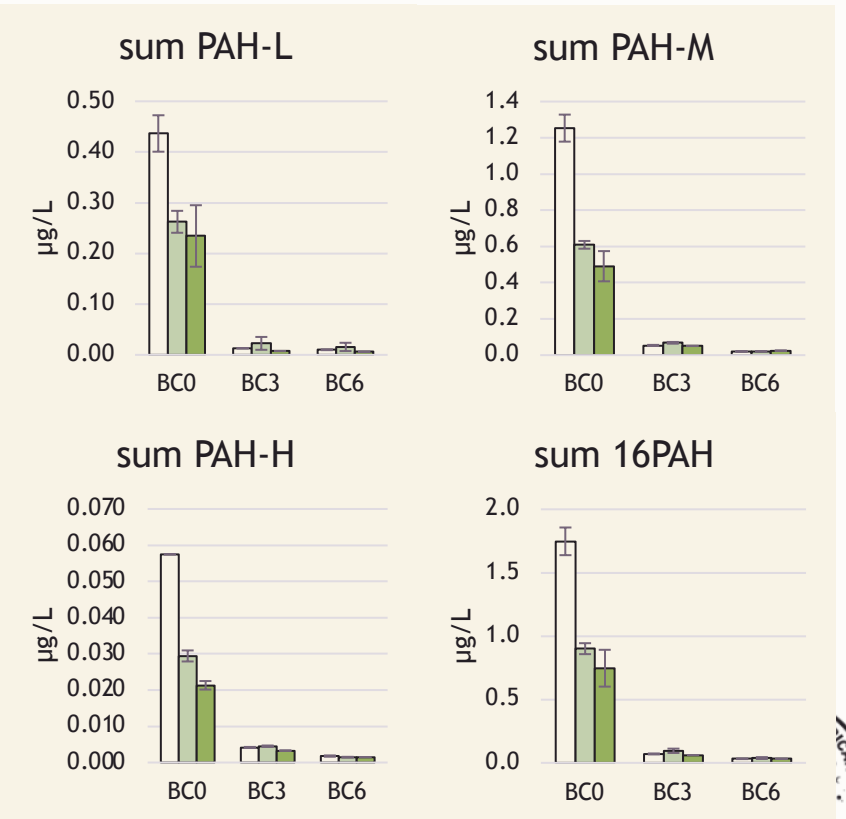 sum PAH-L
0.50
0.40
0.30
0.20
0.10
0.00
µg/L
BC0 BC3 BC6
sum PAH-M
1.4
1.2
1.0
0.8
0.6
0.4
0.2
0.0
µg/L
BC0 BC3 BC6
sum PAH-H
0.070
0.060
0.050
0.040
0.030
0.020
0.010
0.000
µg/L
BC0 BC3 BC6
sum 16PAH
2.0
1.5
1.0
0.5
0.0
µg/L
BC0 BC3 BC6